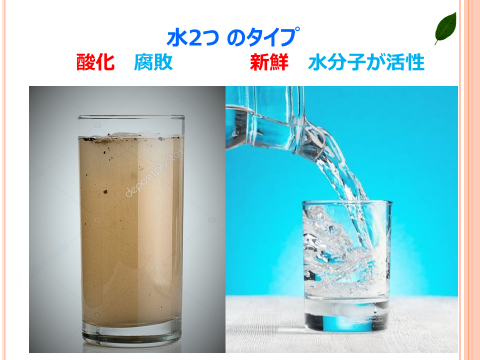 水2つ のタイプ
酸化 腐敗 新鮮 水分子が活性